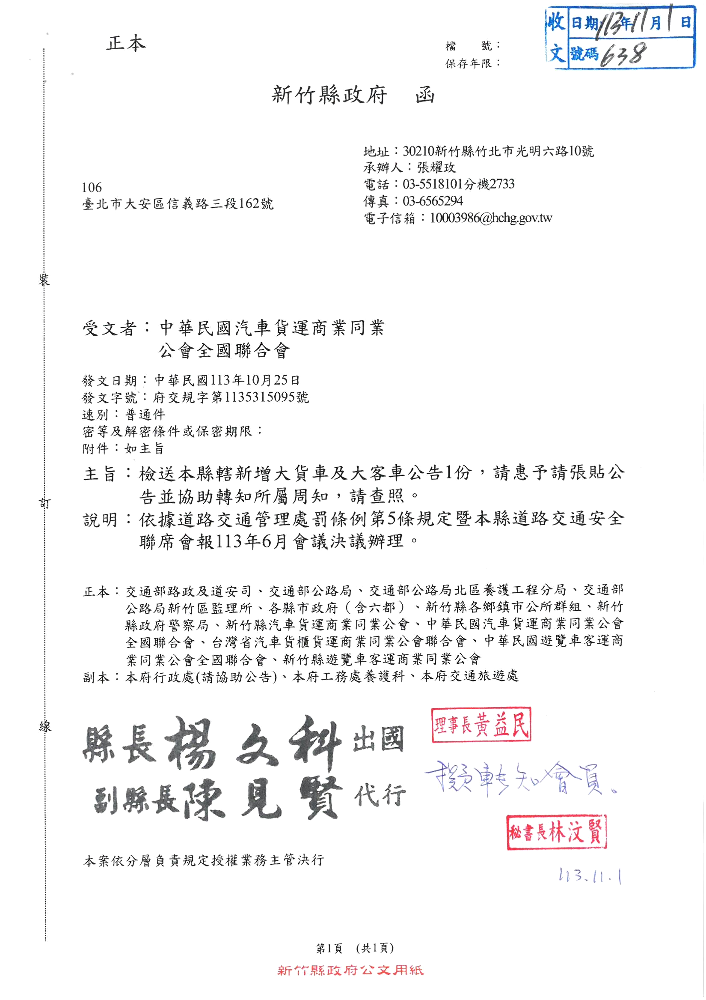 正本
檔　　號：
保存年限：
收文 日期113年11月1日
號碼638
新竹縣政府　函
地址：30210新竹縣竹北市光明六路10號
承辦人：張耀玫
電話：03-5518101分機2733
傳真：03-6565294
電子信箱：10003986@hchg.gov.tw
106
臺北市大安區信義路三段162號
裝
受文者：中華民國汽車貨運商業同業
公會全國聯合會
發文日期：中華民國113年10月25日
發文字號：府交規字第1135315095號
速別：普通件
密等及解密條件或保密期限：
附件：如主旨
主旨：檢送本縣轄新增大貨車及大客車公告1份，請惠予請張貼公
告並協助轉知所屬周知，請查照。
訂
說明：依據道路交通管理處罰條例第5條規定暨本縣道路交通安全
聯席會報113年6月會議決議辦理。
正本：交通部路政及道安司、交通部公路局、交通部公路局北區養護工程分局、交通部
公路局新竹區監理所、各縣市政府（含六都）、新竹縣各鄉鎮市公所群組、新竹
縣政府警察局、新竹縣汽車貨運商業同業公會、中華民國汽車貨運商業同業公會
全國聯合會、台灣省汽車貨櫃貨運商業同業公會聯合會、中華民國遊覽車客運商
業同業公會全國聯合會、新竹縣遊覽車客運商業同業公會
副本：本府行政處(請協助公告)、本府工務處養護科、本府交通旅遊處
線
縣長楊文科出國
副縣長陳見賢代行
理事長黃益民
擬轉知會員。
秘書長林汶賢
113.11.1
本案依分層負責規定授權業務主管決行
第1頁　(共1頁)
新竹縣政府公文用紙